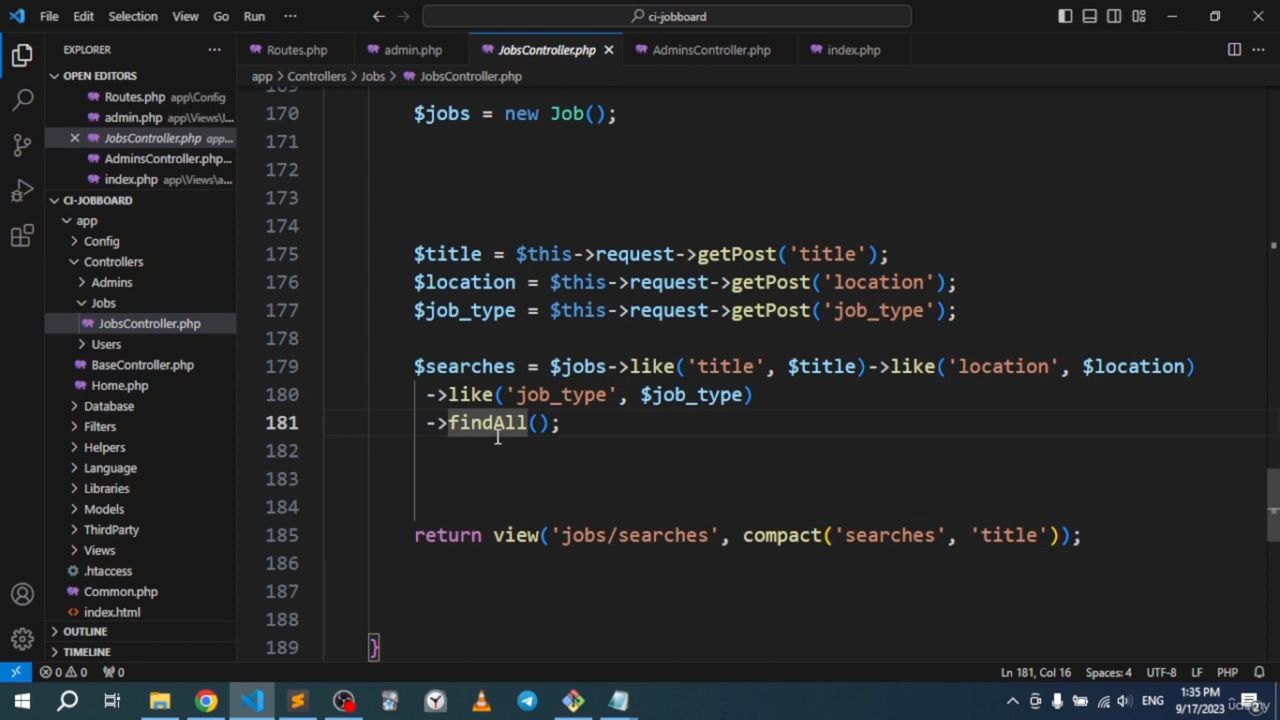 File Edit Selection View Go Run ··· ci-jobboard
EXPLORER ···
Routes.php admin.php JobsController.php AdminsController.php index.php ···
OPEN EDITORS
Routes.php app\Config
admin.php app\Views\l...
JobsController.php app...
AdminsController.php...
index.php app\Views\a...
CI-JOBBOARD
app
Config
Controllers
Admins
Jobs
JobsController.php
Users
BaseController.php
Home.php
Database
Filters
Helpers
Language
Libraries
Models
ThirdParty
Views
.htaccess
Common.php
index.html
OUTLINE
TIMELINE
app > Controllers > Jobs > JobsController.php
169
170 $jobs = new Job();
171
172
173
174
175 $title = $this->request->getPost('title');
176 $location = $this->request->getPost('location');
177 $job_type = $this->request->getPost('job_type');
178
179 $searches = $jobs->like('title', $title)->like('location', $location)
180 ->like('job_type', $job_type)
181 ->findAll();
182
183
184
185 return view('jobs/searches', compact('searches', 'title'));
186
187
188
189 }
0 0 0 Ln 181, Col 16 Spaces: 4 UTF-8 LF PHP
ENG 1:35 PM
9/17/2023
udemy